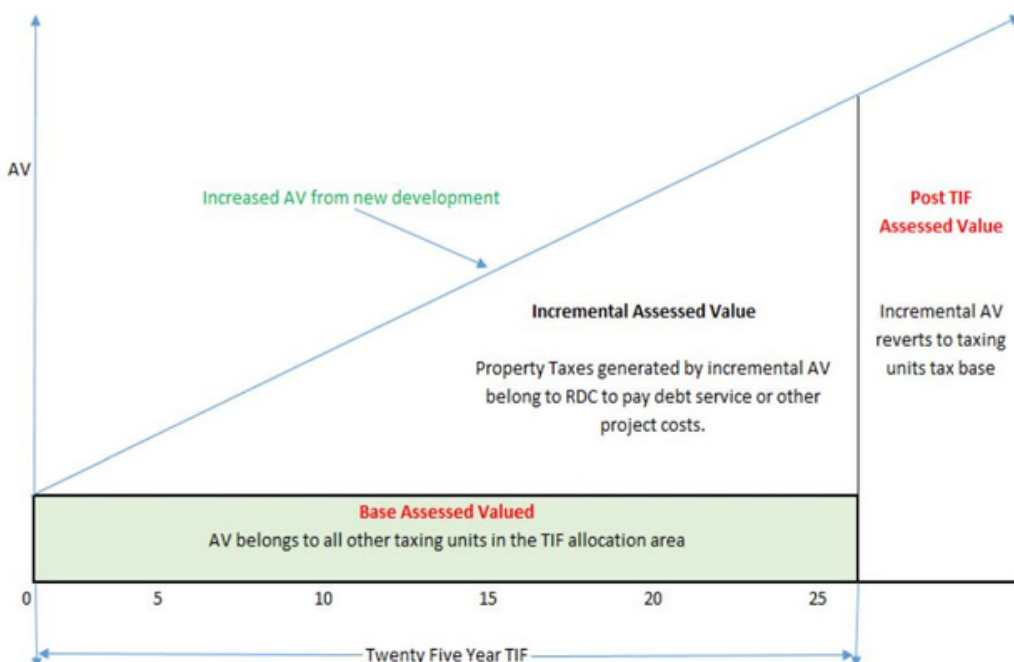 AV
Increased AV from new development
Post TIF
Assessed Value
Incremental Assessed Value
Incremental AV
reverts to taxing
units tax base
Property Taxes generated by incremental AV
belong to RDC to pay debt service or other
project costs.
Base Assessed Valued
AV belongs to all other taxing units in the TIF allocation area
0 5 10 15 20 25
Twenty Five Year TIF